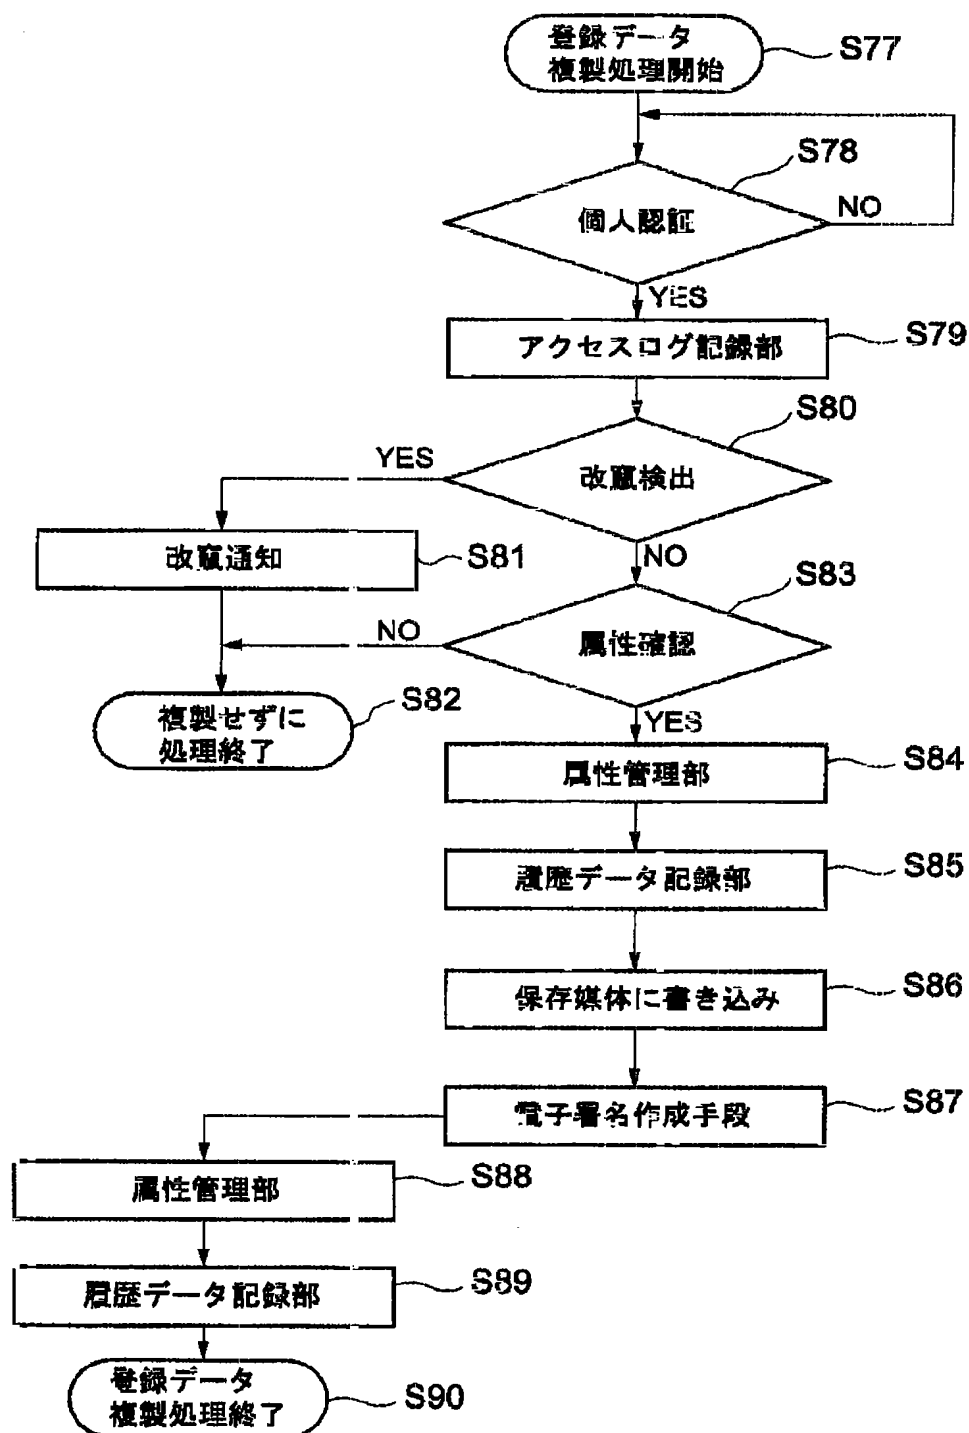 登録データ
複製処理開始
S77
S78
個人認証
NO
YES
アクセスログ記録部
S79
S80
YES
改竄検出
改竄通知
S81
NO
S83
NO
属性確認
複製せずに
処理終了
S82
YES
属性管理部
S84
履歴データ記録部
S85
保存媒体に書き込み
S86
電子署名作成手段
S87
属性管理部
S88
履歴データ記録部
S89
登録データ
複製処理終了
S90